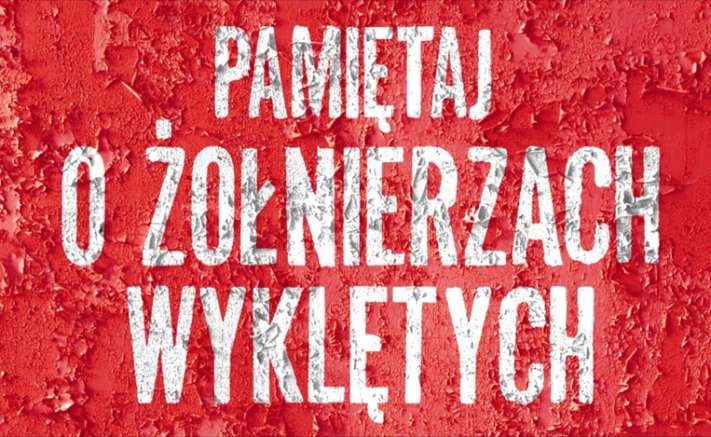 PAMIĘTAJ
O ŻOŁNIERZACH
WYKLĘTYCH